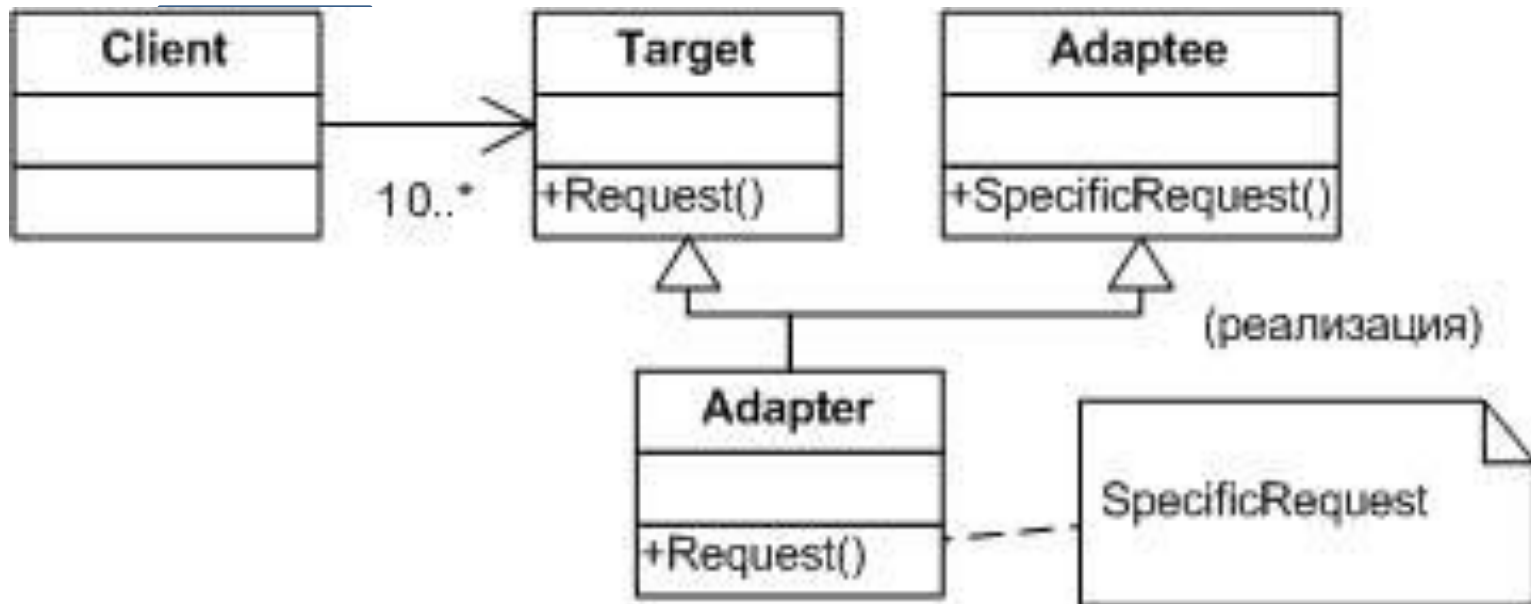 Client
Target
Adaptee
10..*
+Request()
+SpecificRequest()
(реализация)
Adapter
+Request()
SpecificRequest